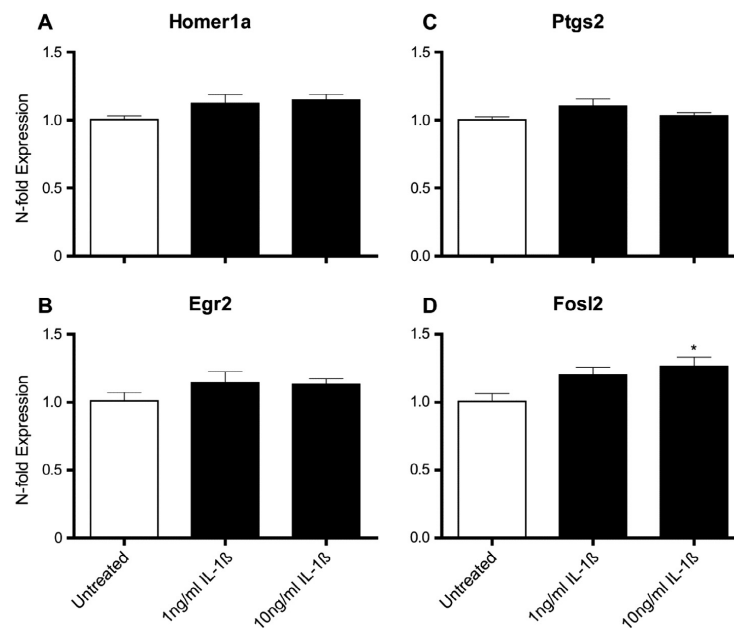 A
Homer1a
N-fold Expression
1.5
1.0
0.5
0
C
Ptgs2
1.5
1.0
0.5
0
B
Egr2
N-fold Expression
1.5
1.0
0.5
0
Untreated
1ng/ml IL-1ß
10ng/ml IL-1ß
D
Fosl2
*
1.5
1.0
0.5
0.0
Untreated
1ng/ml IL-1ß
10ng/ml IL-1ß